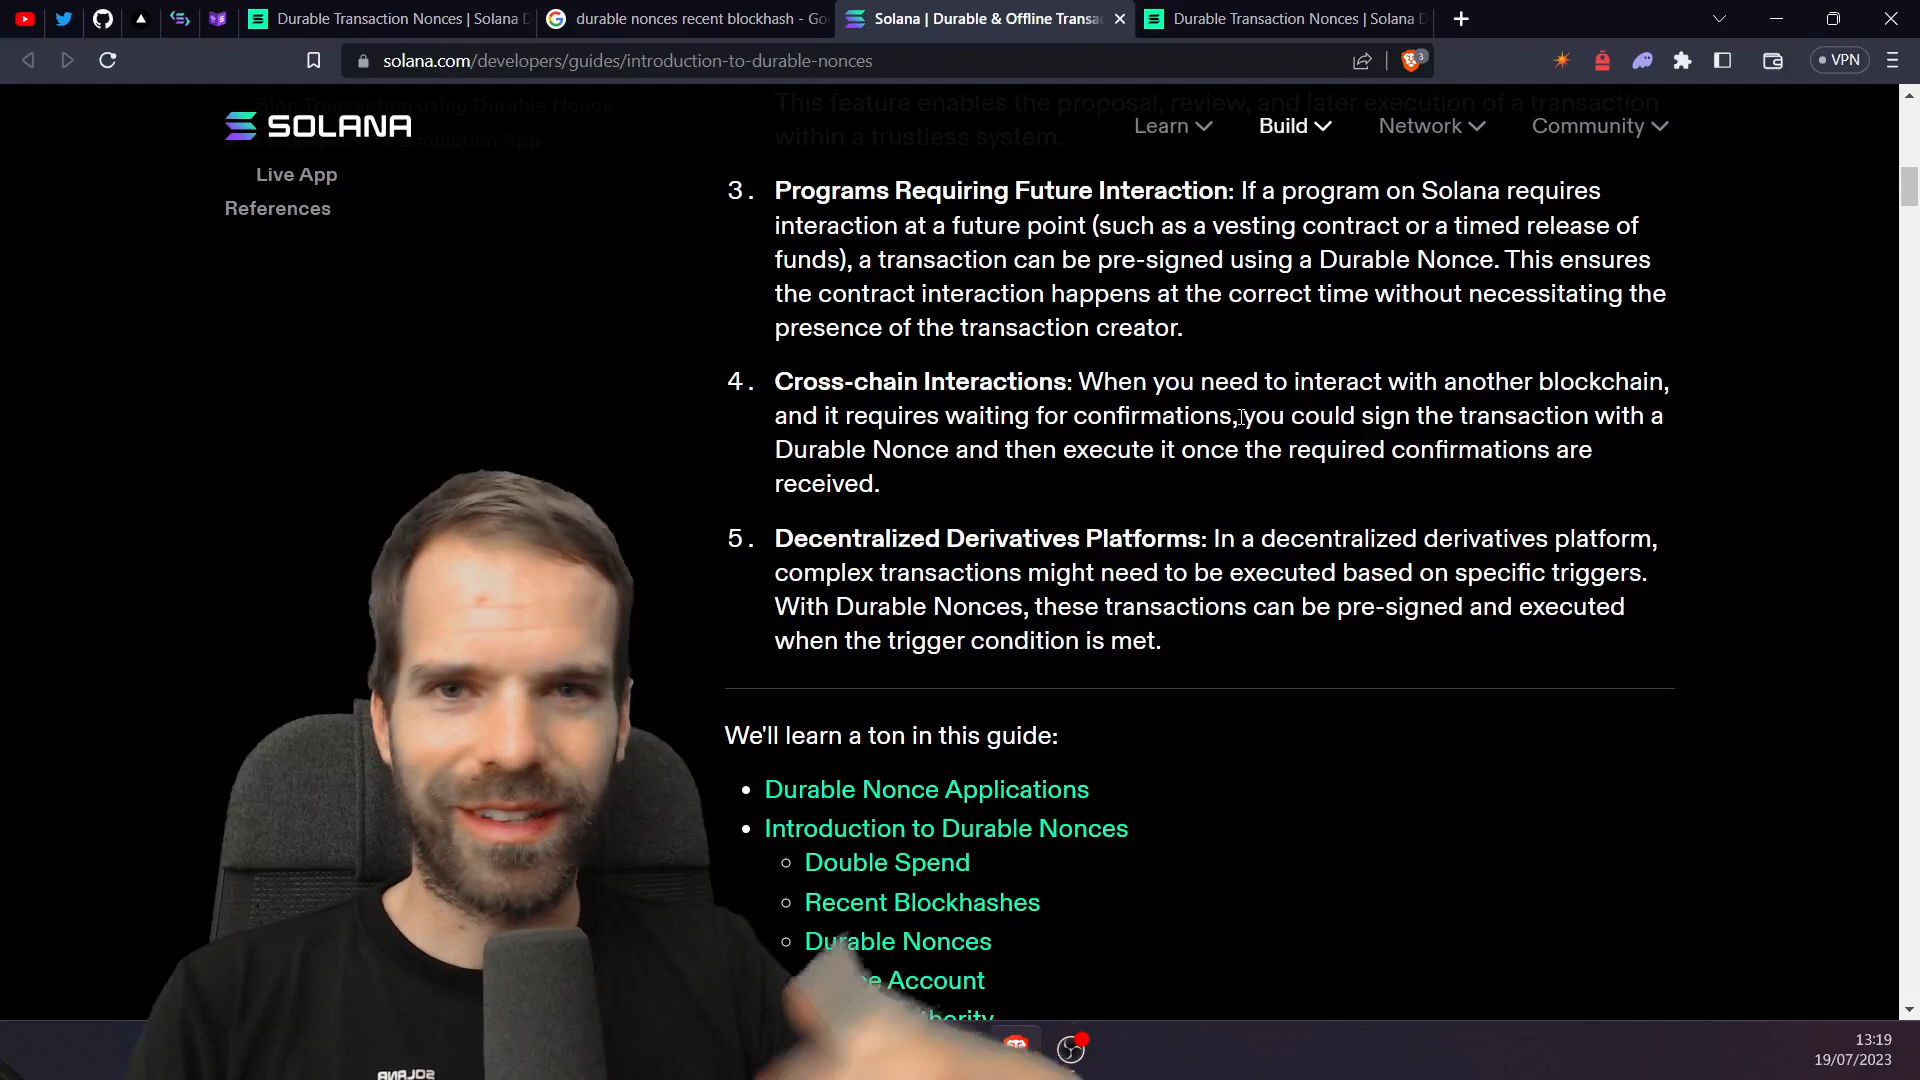 Durable Transaction Nonces | Solana D
durable nonces recent blockhash - Go
Solana | Durable & Offline Transa
Durable Transaction Nonces | Solana D
solana.com/developers/guides/introduction-to-durable-nonces
3
VPN
Sign Transaction using Durable Nonce
Simulation App
Live App
References
SOLANA
Learn
Build
Network
Community
This feature enables the proposal, review, and later execution of a transaction
within a trustless system.
3. Programs Requiring Future Interaction: If a program on Solana requires
interaction at a future point (such as a vesting contract or a timed release of
funds), a transaction can be pre-signed using a Durable Nonce. This ensures
the contract interaction happens at the correct time without necessitating the
presence of the transaction creator.
4. Cross-chain Interactions: When you need to interact with another blockchain,
and it requires waiting for confirmations, you could sign the transaction with a
Durable Nonce and then execute it once the required confirmations are
received.
5. Decentralized Derivatives Platforms: In a decentralized derivatives platform,
complex transactions might need to be executed based on specific triggers.
With Durable Nonces, these transactions can be pre-signed and executed
when the trigger condition is met.
We'll learn a ton in this guide:
• Durable Nonce Applications
• Introduction to Durable Nonces
○ Double Spend
○ Recent Blockhashes
○ Durable Nonces
Account
SOLANA
13:19
19/07/2023